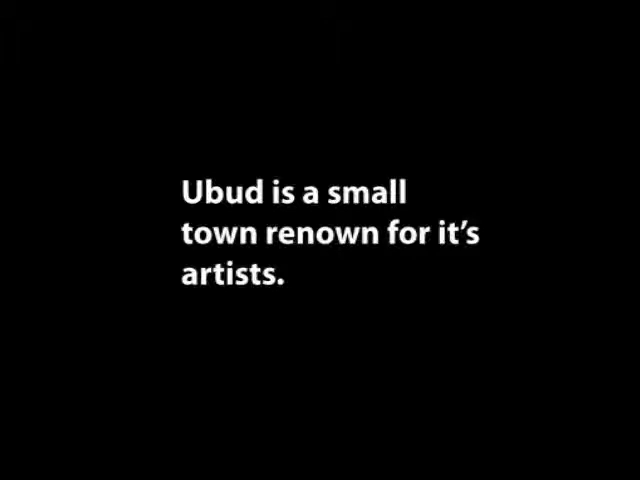 Ubud is a small
town renown for it’s
artists.